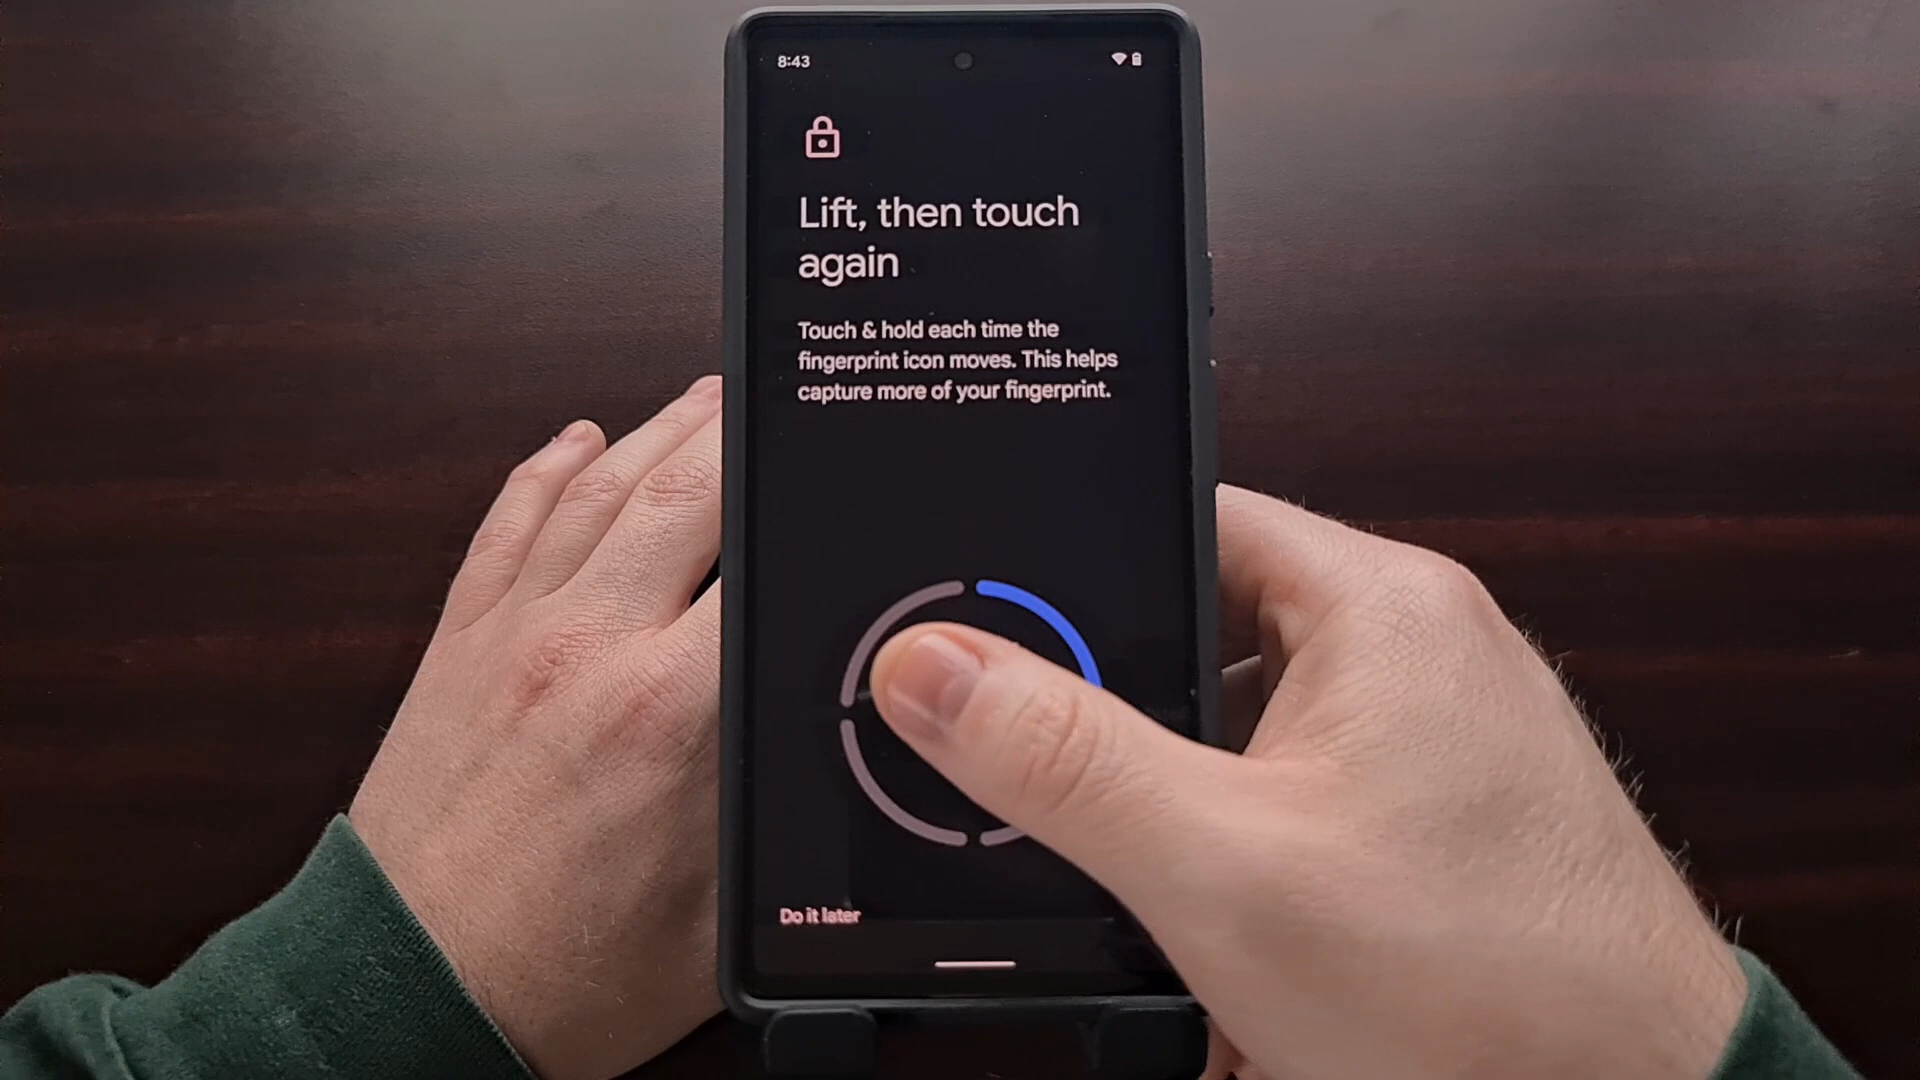 8:43
Lift, then touch
again
Touch & hold each time the
fingerprint icon moves. This helps
capture more of your fingerprint.
Do it later